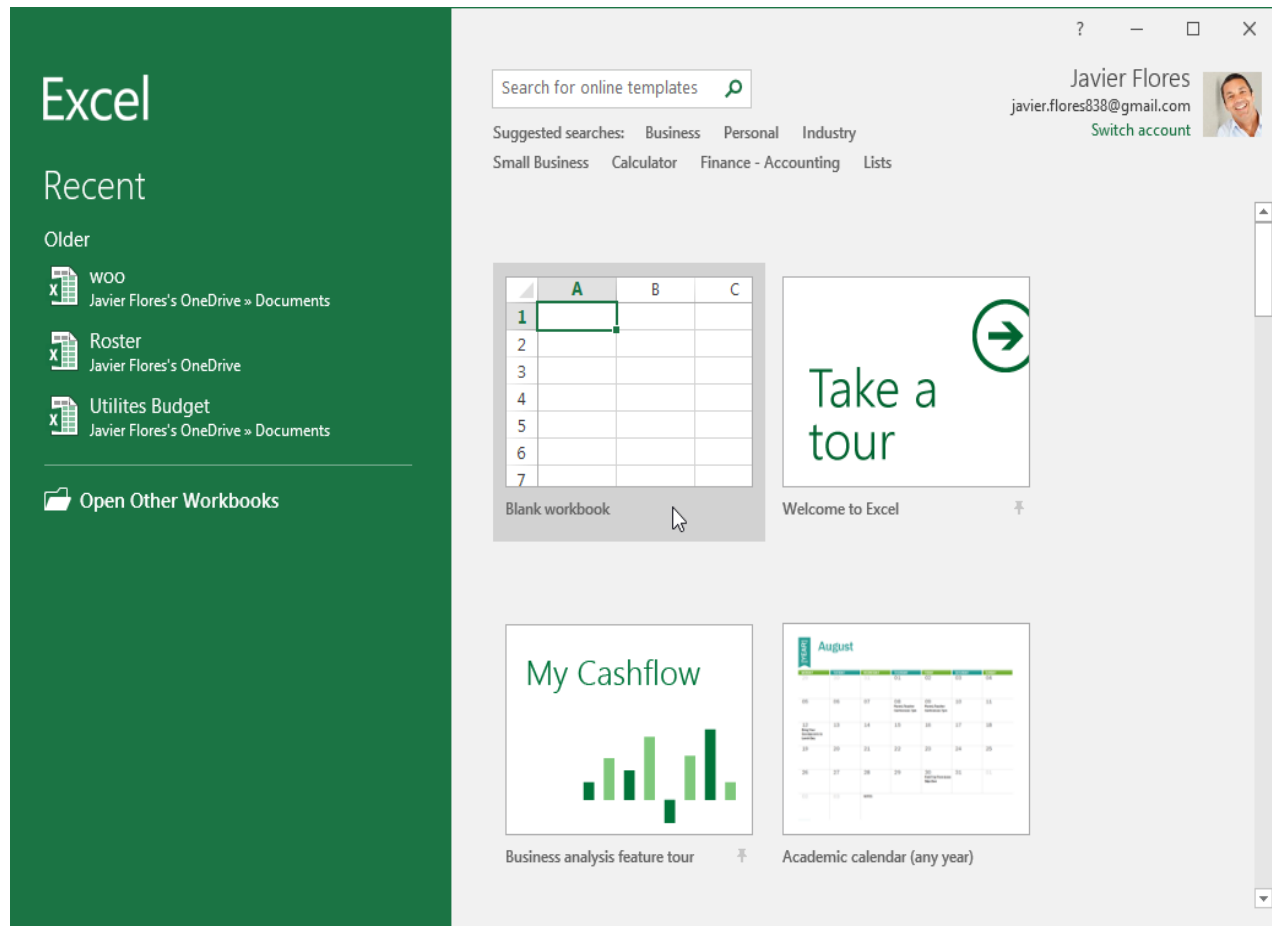 ?
Excel
Recent
Older
woo
Javier Flores's OneDrive » Documents
Roster
Javier Flores's OneDrive
Utilites Budget
Javier Flores's OneDrive » Documents
Open Other Workbooks
Search for online templates
Suggested searches: Business Personal Industry
Small Business Calculator Finance - Accounting Lists
Javier Flores
javier.flores838@gmail.com
Switch account
A B C
1
2
3
4
5
6
7
Blank workbook
Take a
tour
Welcome to Excel
My Cashflow
Business analysis feature tour
[YEAR]
August
Academic calendar (any year)